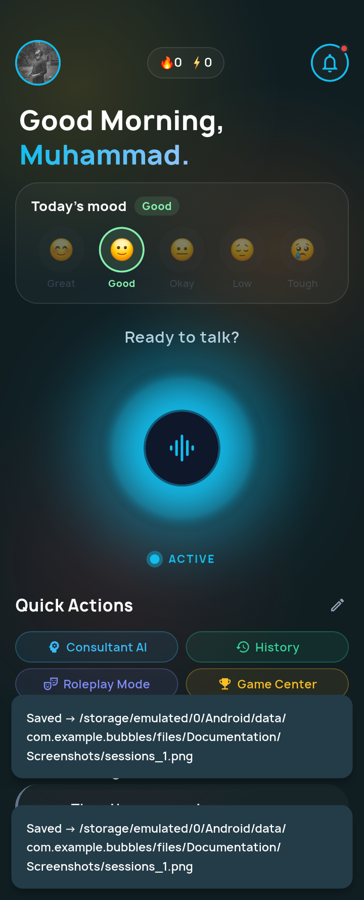 🔥0 ⚡0
Good Morning,
Muhammad.
Today's mood Good
Great Good Okay Low Tough
Ready to talk?
ACTIVE
Quick Actions
Consultant AI History
Roleplay Mode Game Center
Saved → /storage/emulated/0/Android/data/
com.example.bubbles/files/Documentation/
Screenshots/sessions_1.png
Saved → /storage/emulated/0/Android/data/
com.example.bubbles/files/Documentation/
Screenshots/sessions_1.png